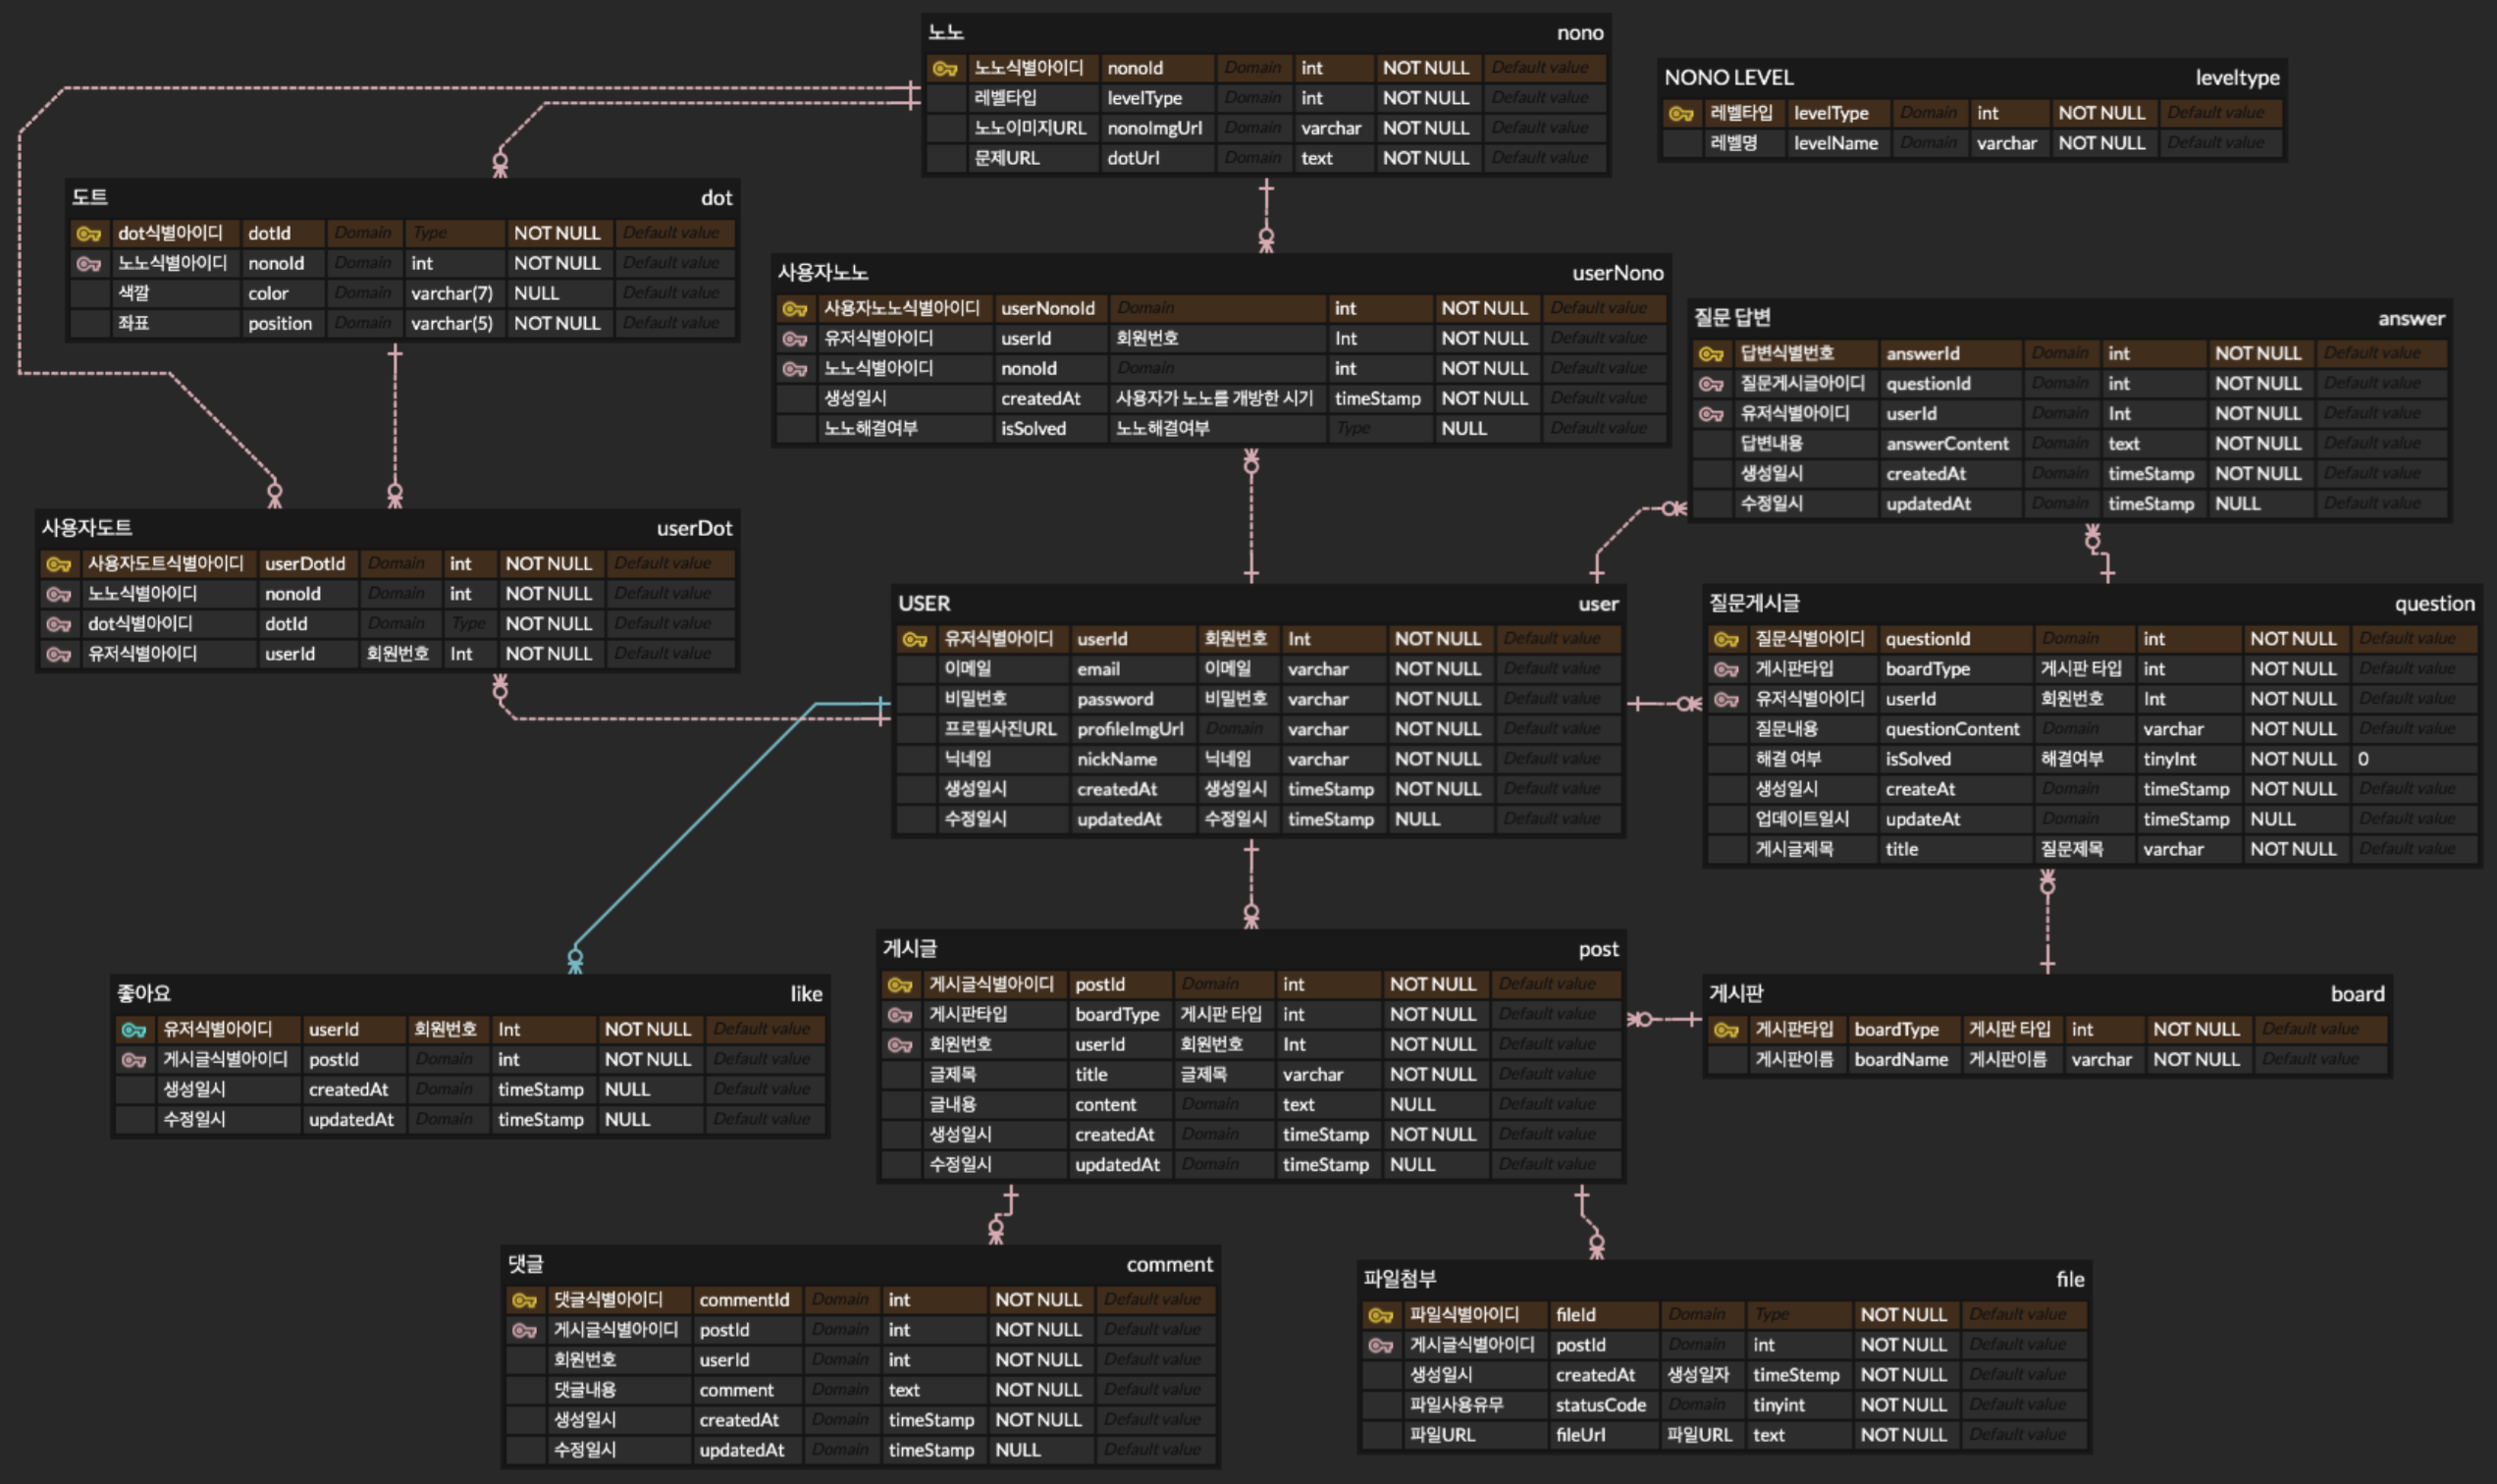 노노 nono
노노식별아이디 nonoId Domain int NOT NULL Default value
레벨타입 levelType Domain int NOT NULL Default value
노노이미지URL nonoImgUrl Domain varchar NOT NULL Default value
문제URL dotUrl Domain text NOT NULL Default value
NONO LEVEL leveltype
레벨타입 levelType Domain int NOT NULL Default value
레벨명 levelName Domain varchar NOT NULL Default value
도트 dot
dot식별아이디 dotId Domain Type NOT NULL Default value
노노식별아이디 nonoId Domain int NOT NULL Default value
색깔 color Domain varchar(7) NULL Default value
좌표 position Domain varchar(5) NOT NULL Default value
사용자노노 userNono
사용자노노식별아이디 userNonoId Domain int NOT NULL Default value
유저식별아이디 userId 회원번호 Int NOT NULL Default value
노노식별아이디 nonoId Domain int NOT NULL Default value
생성일시 createdAt 사용자가 노노를 개방한 시기 timeStamp NOT NULL Default value
노노해결여부 isSolved 노노해결여부 Type NULL Default value
질문 답변 answer
답변식별번호 answerId Domain int NOT NULL Default value
질문게시글아이디 questionId Domain int NOT NULL Default value
유저식별아이디 userId Domain Int NOT NULL Default value
답변내용 answerContent Domain text NOT NULL Default value
생성일시 createdAt Domain timeStamp NOT NULL Default value
수정일시 updatedAt Domain timeStamp NULL Default value
사용자도트 userDot
사용자도트식별아이디 userDotId Domain int NOT NULL Default value
노노식별아이디 nonoId Domain int NOT NULL Default value
dot식별아이디 dotId Domain Type NOT NULL Default value
유저식별아이디 userId 회원번호 Int NOT NULL Default value
USER user
유저식별아이디 userId 회원번호 Int NOT NULL Default value
이메일 email 이메일 varchar NOT NULL Default value
비밀번호 password 비밀번호 varchar NOT NULL Default value
프로필사진URL profileImgUrl Domain varchar NOT NULL Default value
닉네임 nickName 닉네임 varchar NOT NULL Default value
생성일시 createdAt 생성일시 timeStamp NOT NULL Default value
수정일시 updatedAt 수정일시 timeStamp NULL Default value
질문게시글 question
질문식별아이디 questionId Domain int NOT NULL Default value
게시판타입 boardType 게시판 타입 int NOT NULL Default value
유저식별아이디 userId 회원번호 Int NOT NULL Default value
질문내용 questionContent Domain varchar NOT NULL Default value
해결 여부 isSolved 해결여부 tinyInt NOT NULL 0
생성일시 createAt Domain timeStamp NOT NULL Default value
업데이트일시 updateAt Domain timeStamp NULL Default value
게시글제목 title 질문제목 varchar NOT NULL Default value
좋아요 like
유저식별아이디 userId 회원번호 Int NOT NULL Default value
게시글식별아이디 postId Domain int NOT NULL Default value
생성일시 createdAt Domain timeStamp NULL Default value
수정일시 updatedAt Domain timeStamp NULL Default value
게시글 post
게시글식별아이디 postId Domain int NOT NULL Default value
게시판타입 boardType 게시판 타입 int NOT NULL Default value
회원번호 userId 회원번호 Int NOT NULL Default value
글제목 title 글제목 varchar NOT NULL Default value
글내용 content Domain text NULL Default value
생성일시 createdAt Domain timeStamp NOT NULL Default value
수정일시 updatedAt Domain timeStamp NULL Default value
게시판 board
게시판타입 boardType 게시판 타입 int NOT NULL Default value
게시판이름 boardName 게시판이름 varchar NOT NULL Default value
댓글 comment
댓글식별아이디 commentId Domain int NOT NULL Default value
게시글식별아이디 postId Domain int NOT NULL Default value
회원번호 userId Domain int NOT NULL Default value
댓글내용 comment Domain text NOT NULL Default value
생성일시 createdAt Domain timeStamp NOT NULL Default value
수정일시 updatedAt Domain timeStamp NULL Default value
파일첨부 file
파일식별아이디 fileId Domain Type NOT NULL Default value
게시글식별아이디 postId Domain int NOT NULL Default value
생성일시 createdAt 생성일자 timeStemp NOT NULL Default value
파일사용유무 statusCode Domain tinyint NOT NULL Default value
파일URL fileUrl 파일URL text NOT NULL Default value